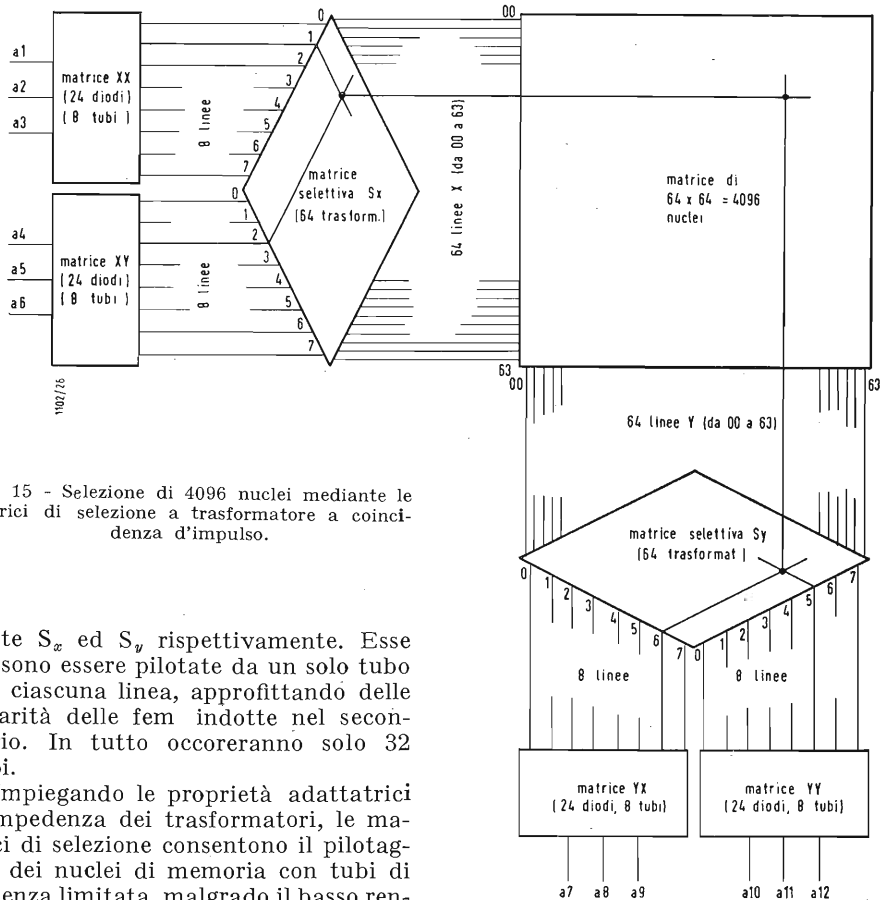 a1
a2
a3
matrice XX
(24 diodi)
( 8 tubi )
8 linee
0
1
2
3
4
5
6
7
matrice
selettiva Sx
(64 trasform.)
a4
a5
a6
matrice XY
(24 diodi)
( 8 tubi )
8 linee
0
1
2
3
4
5
6
7
1102/26
64 linee X (da 00 a 63)
00
matrice di
64 x 64 = 4096
nuclei
63
00
63
64 linee Y (da 00 a 63)
matrice selettiva Sy
(64 trasformat )
0
1
2
3
4
5
6
7
0
1
2
3
4
5
6
7
8 linee
8 linee
matrice YX
(24 diodi, 8 tubi)
matrice YY
(24 diodi, 8 tubi)
a7 a8 a9
a10 a11 a12
15 - Selezione di 4096 nuclei mediante le
rici di selezione a trasformatore a coinci-
denza d'impulso.
te Sx ed Sy rispettivamente. Esse
sono essere pilotate da un solo tubo
ciascuna linea, approfittando delle
arità delle fem indotte nel secon-
io. In tutto occoreranno solo 32
i.
mpiegando le proprietà adattatrici
mpedenza dei trasformatori, le ma-
ci di selezione consentono il pilotag-
dei nuclei di memoria con tubi di
enza limitata, malgrado il basso ren-